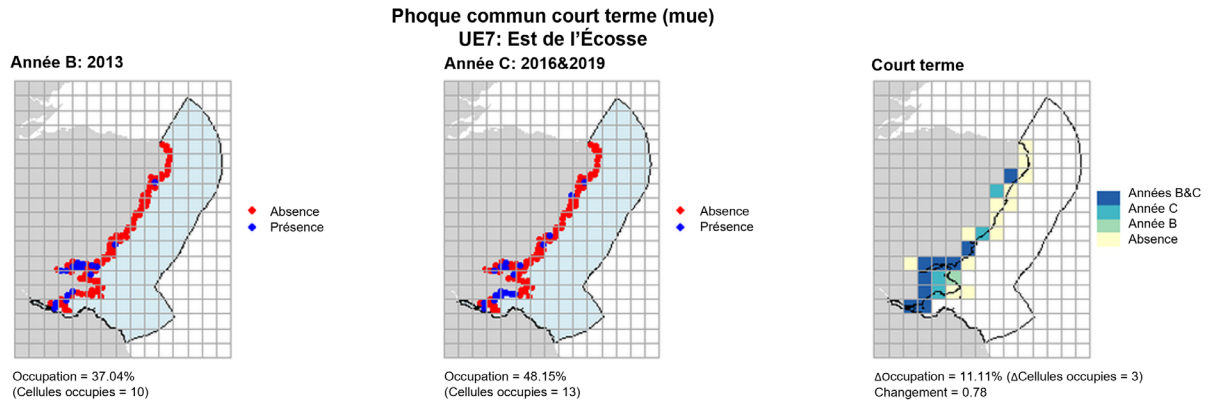 Phoque commun court terme (mue)
UE7: Est de l’Écosse
Année B: 2013
Absence
Présence
Occupation = 37.04%
(Cellules occupies = 10)
Année C: 2016&2019
Absence
Présence
Occupation = 48.15%
(Cellules occupies = 13)
Court terme
Années B&C
Année C
Année B
Absence
ΔOccupation = 11.11% (ΔCellules occupies = 3)
Changement = 0.78